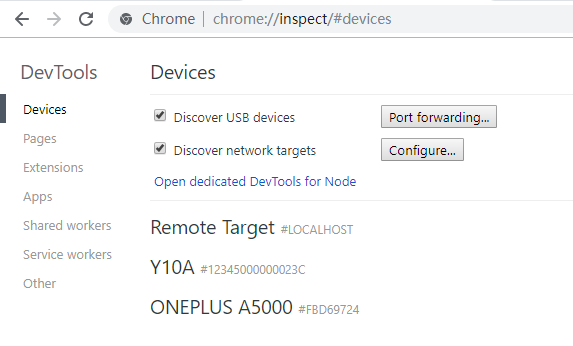 Chrome | chrome://inspect/#devices
DevTools
Devices
Pages
Extensions
Apps
Shared workers
Service workers
Other
Devices
Discover USB devices Port forwarding...
Discover network targets Configure...
Open dedicated DevTools for Node
Remote Target #LOCALHOST
Y10A #12345000000023C
ONEPLUS A5000 #FBD69724